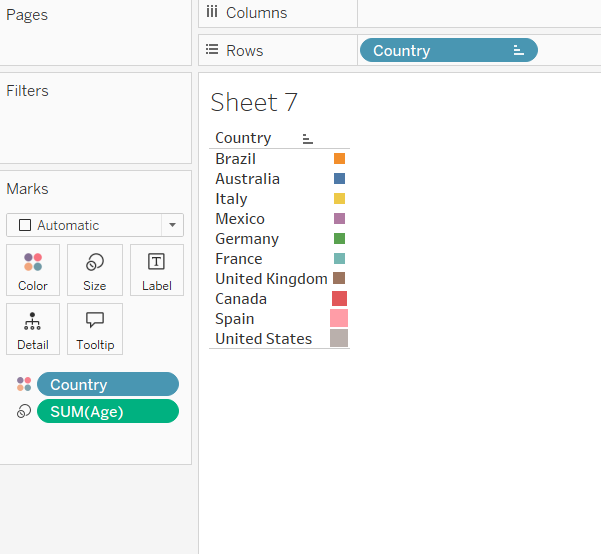 Pages
Columns
Rows
Country
Filters
Sheet 7
Country
Brazil
Australia
Italy
Mexico
Germany
France
United Kingdom
Canada
Spain
United States
Marks
Automatic
Color
Size
T
Label
Detail
Tooltip
Country
SUM(Age)